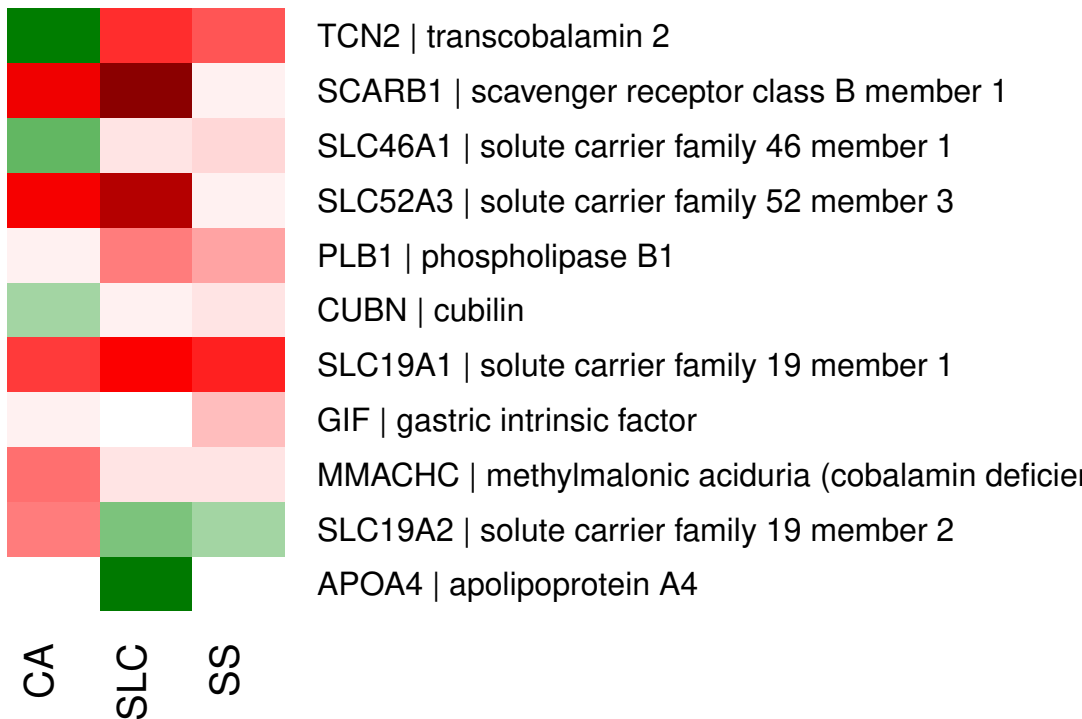 TCN2 | transcobalamin 2
SCARB1 | scavenger receptor class B member 1
SLC46A1 | solute carrier family 46 member 1
SLC52A3 | solute carrier family 52 member 3
PLB1 | phospholipase B1
CUBN | cubilin
SLC19A1 | solute carrier family 19 member 1
GIF | gastric intrinsic factor
MMACHC | methylmalonic aciduria (cobalamin deficien
SLC19A2 | solute carrier family 19 member 2
APOA4 | apolipoprotein A4
CA
SLC
SS